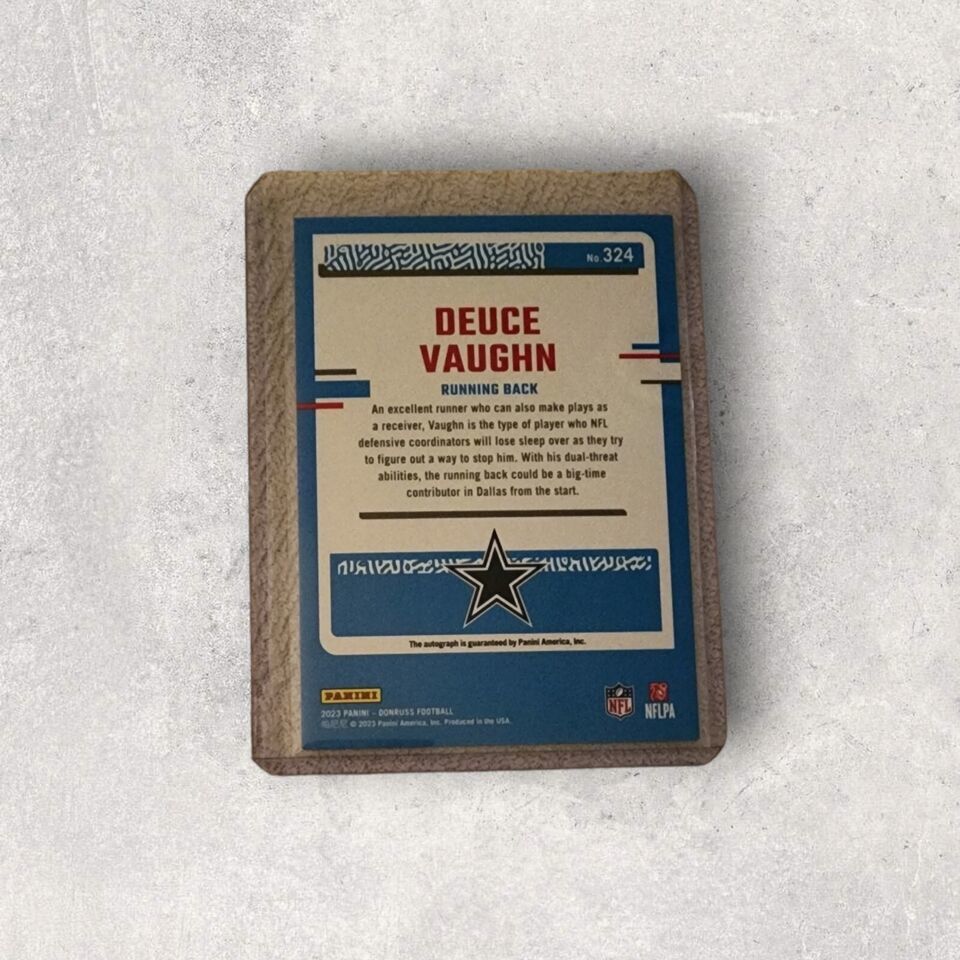 No. 324
DEUCE
VAUGHN
RUNNING BACK
An excellent runner who can also make plays as
a receiver, Vaughn is the type of player who NFL
defensive coordinators will lose sleep over as they try
to figure out a way to stop him. With his dual-threat
abilities, the running back could be a big-time
contributor in Dallas from the start.
The autograph is guaranteed by Panini America, Inc.
PANINI
2023 PANINI - DONRUSS FOOTBALL
© 2023 Panini America, Inc. Produced in the USA.
NFL
NFLPA